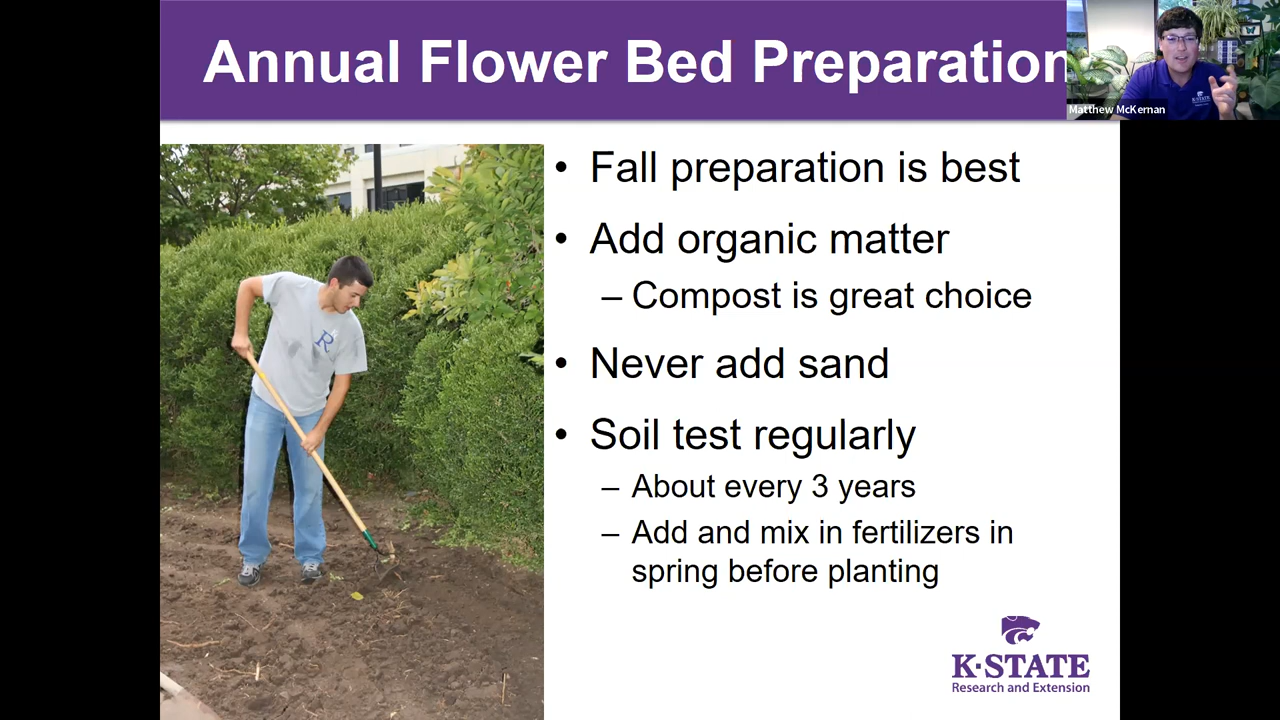 Annual Flower Bed Preparation
Matthew McKernan
• Fall preparation is best
• Add organic matter
– Compost is great choice
• Never add sand
• Soil test regularly
– About every 3 years
– Add and mix in fertilizers in
spring before planting
R
K·STATE
Research and Extension